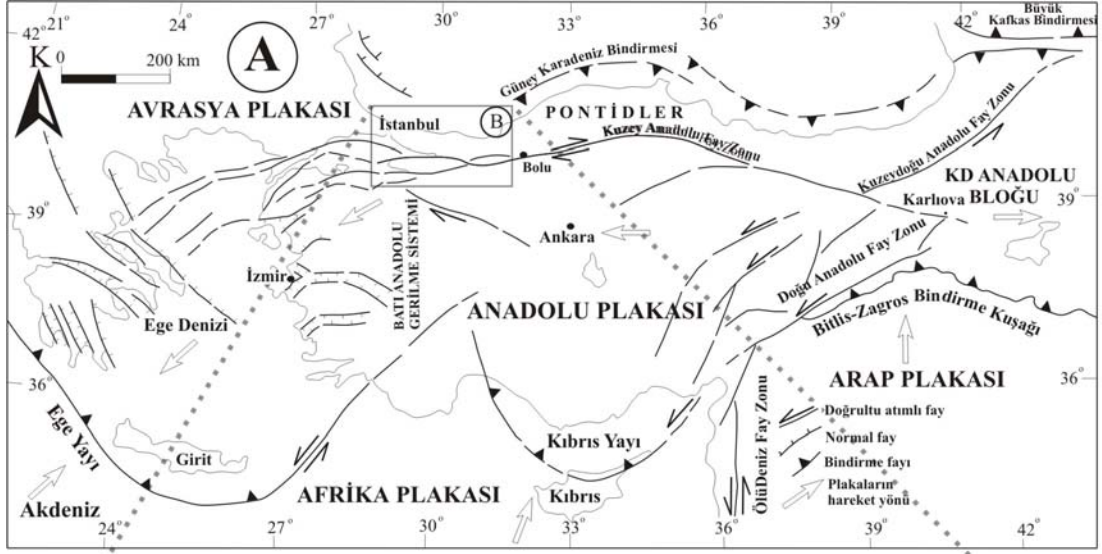 21°
24°
27°
30°
33°
36°
39°
42°
Büyük
Kafkas Bindirmesi
42°
42°
K
0
200 km
A
Güney Karadeniz Bindirmesi
AVRASYA PLAKASI
İstanbul
B
PONTİDLER
Kuzey Anadolu Fay Zonu
Bolu
Kuzeydoğu Anadolu Fay Zonu
KD ANADOLU
BLOĞU
39°
39°
Karlıova
Ankara
BATI ANADOLU
GERİLME SİSTEMİ
Doğu Anadolu Fay Zonu
İzmir
Ege Denizi
ANADOLU PLAKASI
Bitlis-Zagros Bindirme Kuşağı
36°
36°
ARAP PLAKASI
Ege Yayı
Girit
Kıbrıs Yayı
ÖlüDeniz Fay Zonu
Doğrultu atımlı fay
Normal fay
Bindirme fayı
Plakaların
hareket yönü
AFRİKA PLAKASI
Kıbrıs
Akdeniz
24°
27°
30°
33°
36°
39°
42°